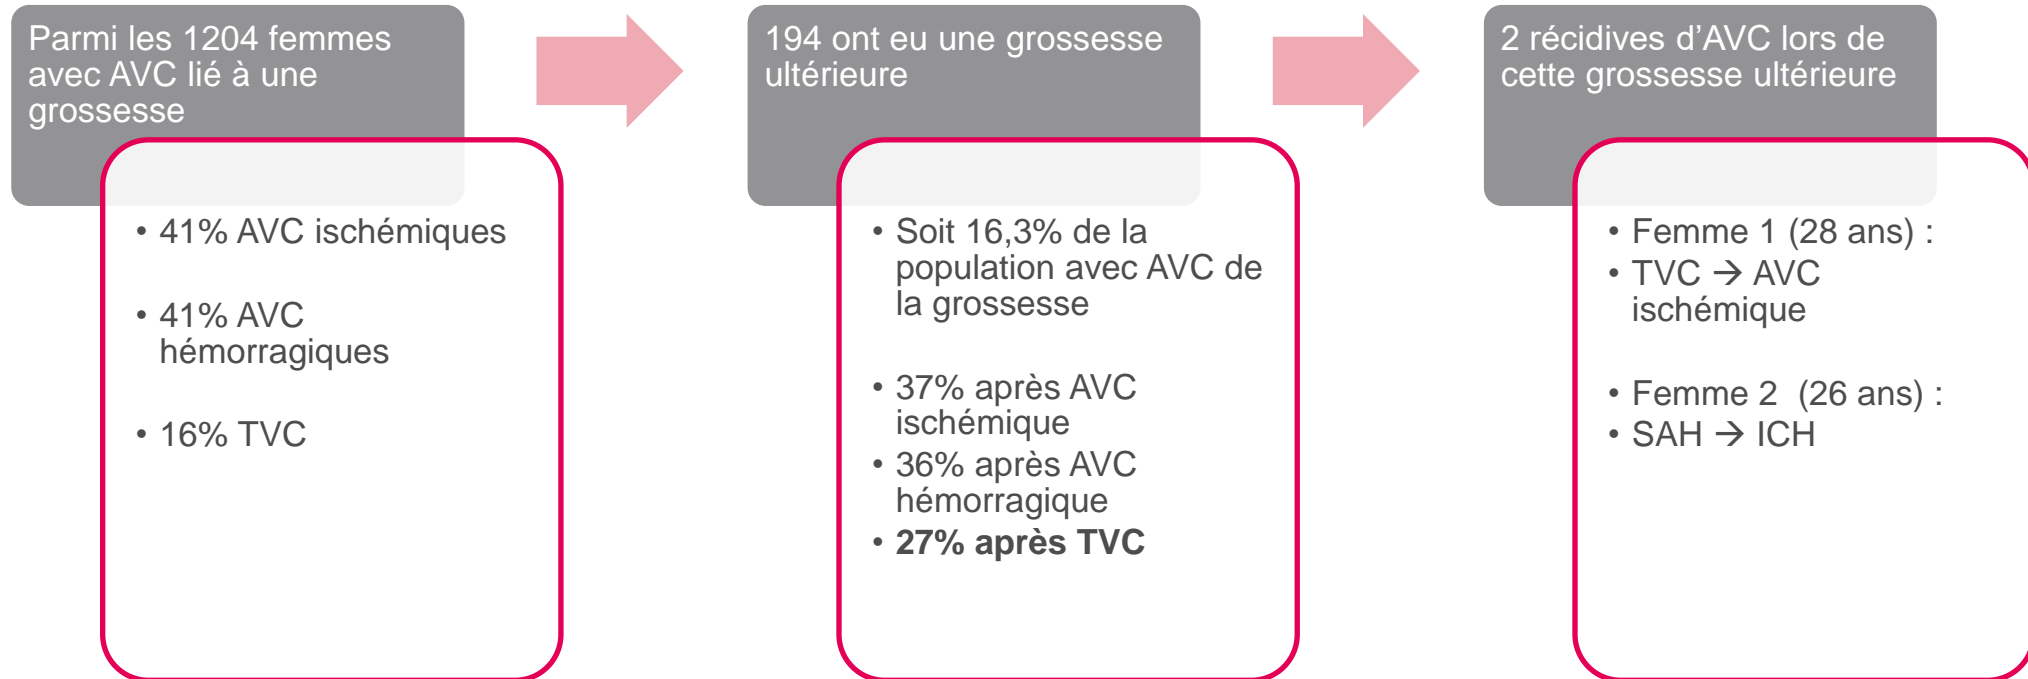 Parmi les 1204 femmes
avec AVC lié à une
grossesse
• 41% AVC ischémiques
• 41% AVC
hémorragiques
• 16% TVC
194 ont eu une grossesse
ultérieure
• Soit 16,3% de la
population avec AVC de
la grossesse
• 37% après AVC
ischémique
• 36% après AVC
hémorragique
• 27% après TVC
2 récidives d’AVC lors de
cette grossesse ultérieure
• Femme 1 (28 ans) :
• TVC → AVC
ischémique
• Femme 2  (26 ans) :
• SAH → ICH